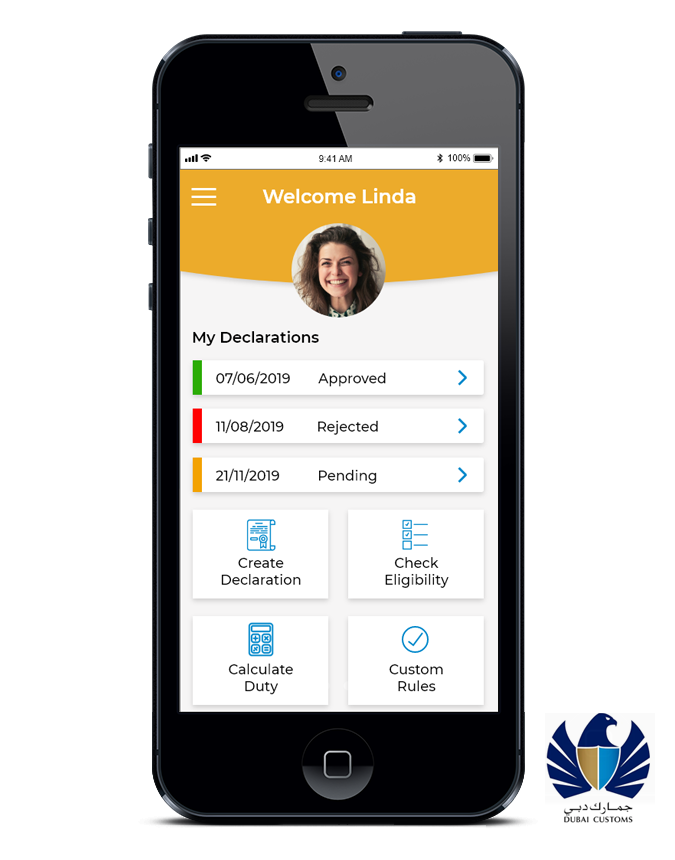 9:41 AM
100%
Welcome Linda
My Declarations
07/06/2019 Approved
11/08/2019 Rejected
21/11/2019 Pending
Create
Declaration
Check
Eligibility
Calculate
Duty
Custom
Rules
جمارك دبي
DUBAI CUSTOMS